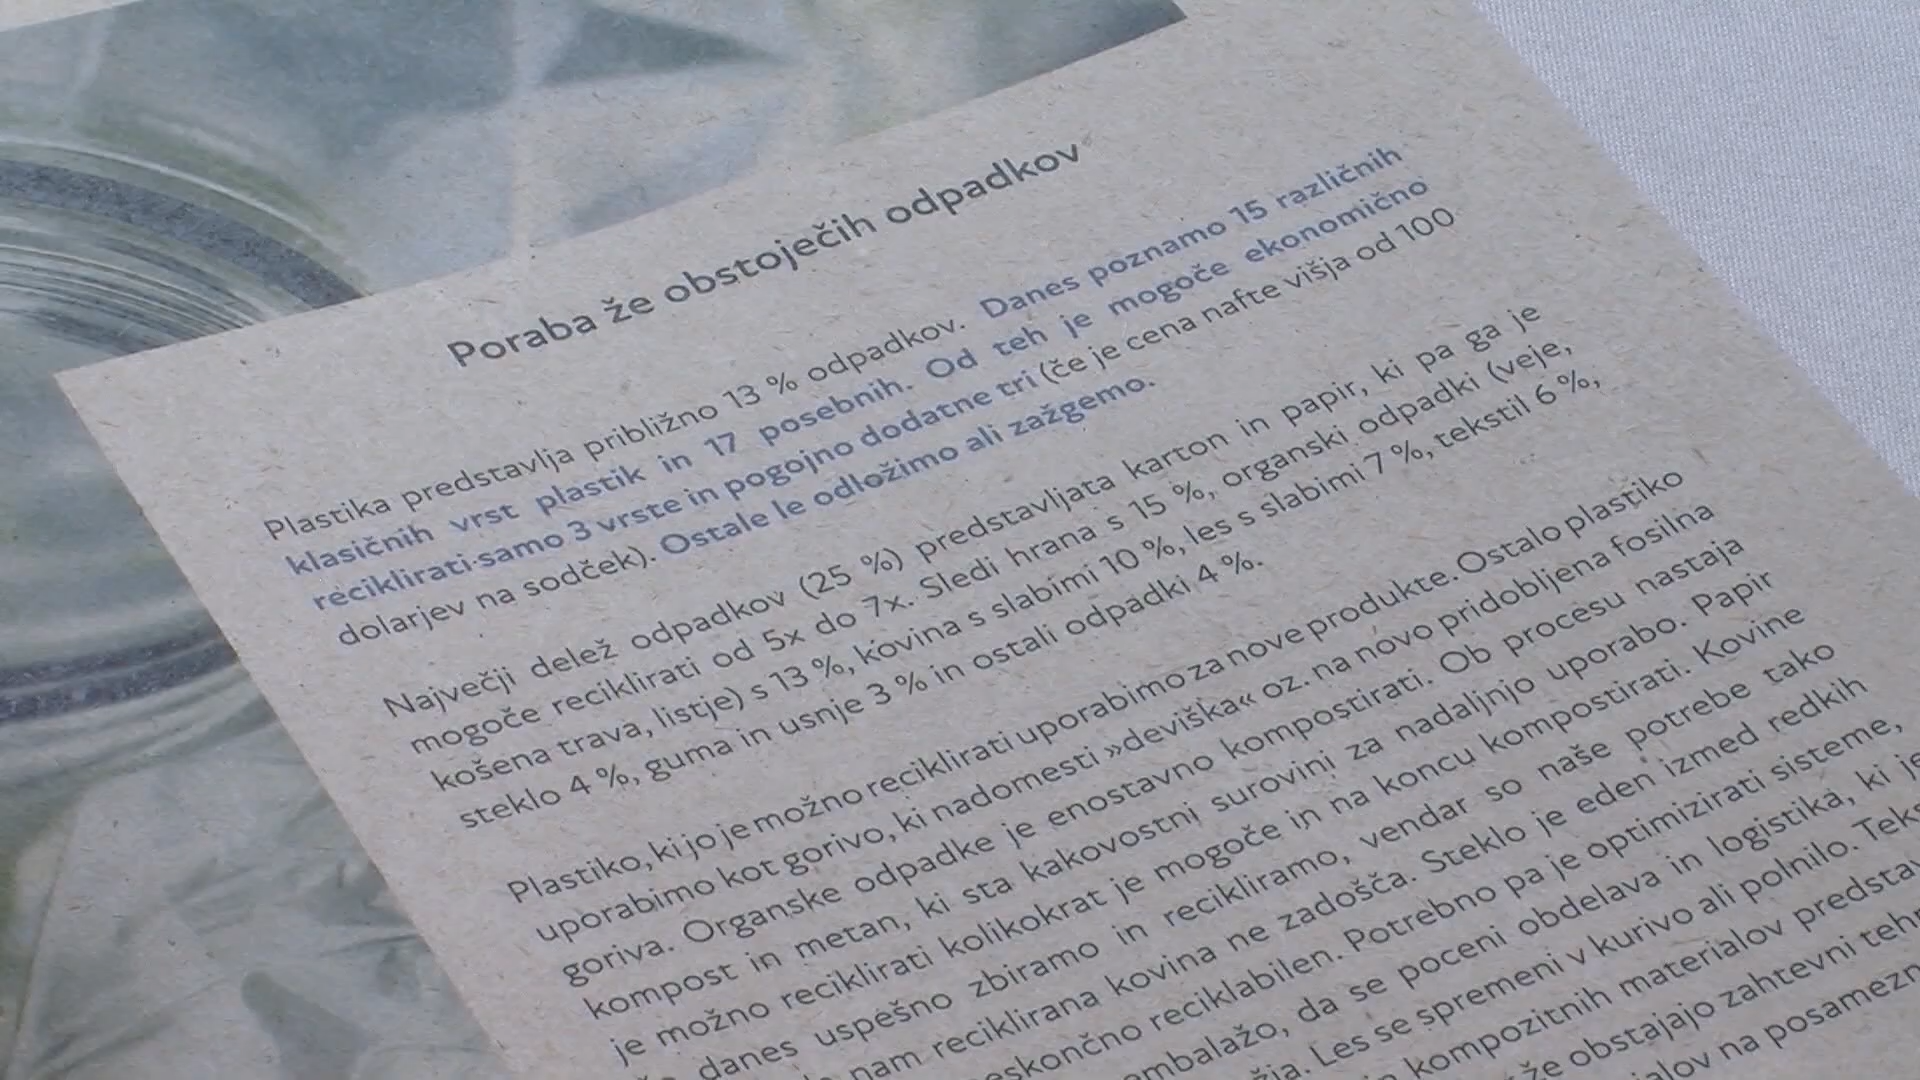 Poraba že obstoječih odpadkov
Plastika predstavlja približno 13 % odpadkov. Danes poznamo 15 različnih
klasičnih vrst plastik in 17 posebnih. Od teh je mogoče ekonomično
reciklirati samo 3 vrste in pogojno dodatne tri (če je cena nafte višja od 100
dolarjev na sodček). Ostale le odložimo ali zažgemo.
Največji delež odpadkov (25 %) predstavljata karton in papir, ki pa ga je
mogoče reciklirati od 5x do 7x. Sledi hrana s 15 %, organski odpadki (veje,
košena trava, listje) s 13 %, kovina s slabimi 10 %, les s slabimi 7 %, tekstil 6 %,
steklo 4 %, guma in usnje 3 % in ostali odpadki 4 %.
Plastiko, ki jo je možno reciklirati uporabimo za nove produkte. Ostalo plastiko
uporabimo kot gorivo, ki nadomesti »deviška« oz. na novo pridobljena fosilna
goriva. Organske odpadke je enostavno kompostirati. Ob procesu nastaja
kompost in metan, ki sta kakovostni surovini za nadaljnjo uporabo. Papir
je možno reciklirati kolikokrat je mogoče in na koncu kompostirati. Kovine
danes uspešno zbiramo in recikliramo, vendar so naše potrebe tako
nam reciklirana kovina ne zadošča. Steklo je eden izmed redkih
reciklabilen. Potrebno pa je optimizirati sisteme,
da se poceni obdelava in logistika, ki je
Les se spremeni v kurivo ali polnilo.
kompozitnih materialov
že obstajajo zahtevni
na